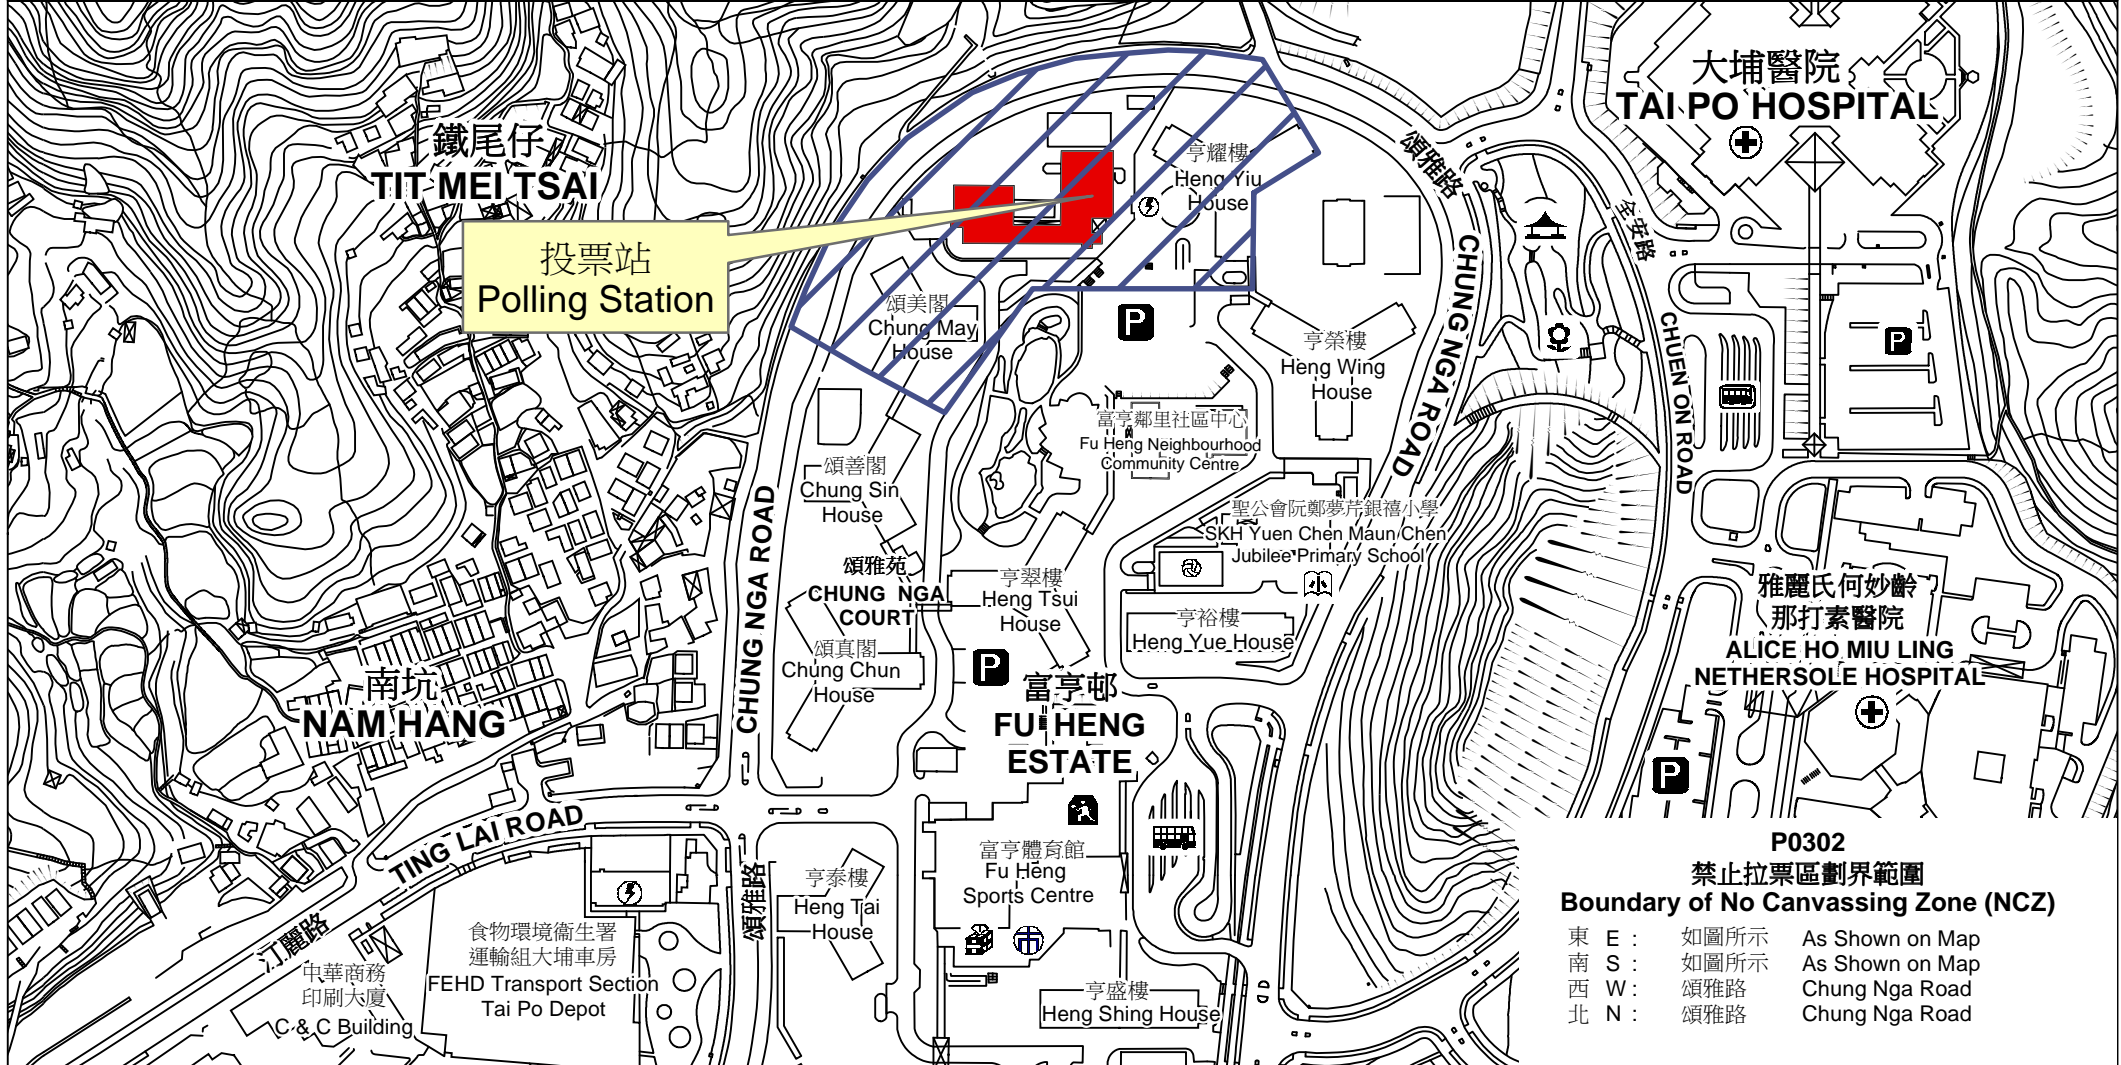 大埔醫院
TAI PO HOSPITAL
鐵尾仔
TIT MEI TSAI
頌雅路
亨耀樓
Heng Yiu
House
全安路
投票站
Polling Station
CHUNG NGA ROAD
頌美閣
Chung May
House
P
亨榮樓
Heng Wing
House
CHUEN ON ROAD
P
富亨鄰里社區中心
Fu Heng Neighbourhood
Community Centre
頌善閣
Chung Sin
House
CHUNG NGA ROAD
聖公會阮鄭夢芹銀禧小學
SKH Yuen Chen Maun Chen
Jubilee Primary School
小
頌雅苑
CHUNG NGA
COURT
亨翠樓
Heng Tsui
House
亨裕樓
Heng Yue House
雅麗氏何妙齡
那打素醫院
ALICE HO MIU LING
NETHERSOLE HOSPITAL
頌真閣
Chung Chun
House
P
南坑
NAM HANG
富亨邨
FU HENG
ESTATE
P
TING LAI ROAD
汀麗路
頌雅路
亨泰樓
Heng Tai
House
富亨體育館
Fu Heng
Sports Centre
食物環境衞生署
運輸組大埔車房
FEHD Transport Section
Tai Po Depot
中華商務
印刷大廈
C & C Building
亨盛樓
Heng Shing House
P0302
禁止拉票區劃界範圍
Boundary of No Canvassing Zone (NCZ)
東 E : 如圖所示 As Shown on Map
南 S : 如圖所示 As Shown on Map
西 W : 頌雅路 Chung Nga Road
北 N : 頌雅路 Chung Nga Road